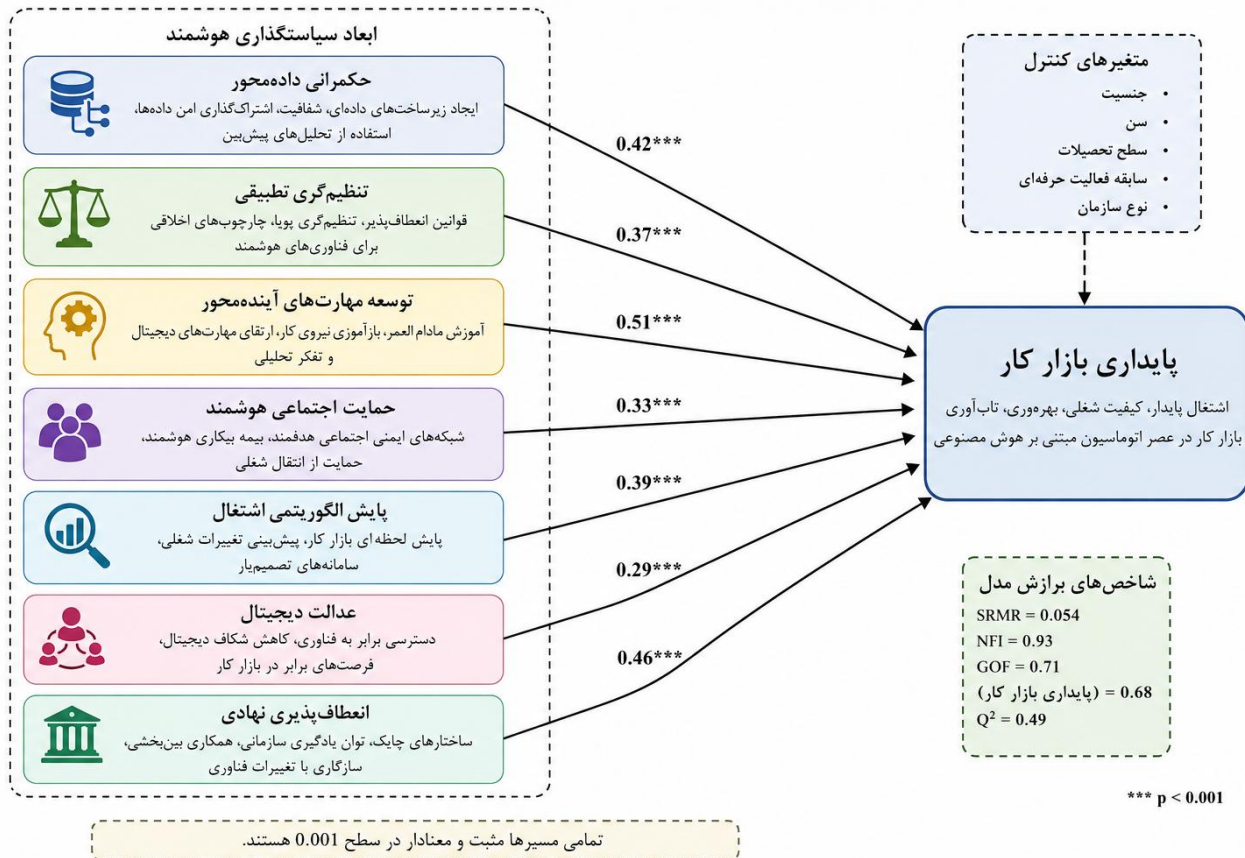 ابعاد سیاستگذاری هوشمند
حکمرانی داده‌محور
ایجاد زیرساخت‌های داده‌ای، شفافیت، اشتراک‌گذاری امن داده‌ها،
استفاده از تحلیل‌های پیش‌بین
تنظیم‌گری تطبیقی
قوانین انعطاف‌پذیر، تنظیم‌گری پویا، چارچوب‌های اخلاقی
برای فناوری‌های هوشمند
توسعه مهارت‌های آینده‌محور
آموزش مادام العمر، بازآموزی نیروی کار، ارتقای مهارت‌های دیجیتال
و تفکر تحلیلی
حمایت اجتماعی هوشمند
شبکه‌های ایمنی اجتماعی هدفمند، بیمه بیکاری هوشمند،
حمایت از انتقال شغلی
پایش الگوریتمی اشتغال
پایش لحظه‌ای بازار کار، پیش‌بینی تغییرات شغلی،
سامانه‌های تصمیم‌یار
عدالت دیجیتال
دسترسی برابر به فناوری، کاهش شکاف دیجیتال،
فرصت‌های برابر در بازار کار
انعطاف‌پذیری نهادی
ساختارهای چابک، توان یادگیری سازمانی، همکاری بین‌بخشی،
سازگاری با تغییرات فناوری
0.42***
0.37***
0.51***
0.33***
0.39***
0.29***
0.46***
متغیرهای کنترل
• جنسیت
• سن
• سطح تحصیلات
• سابقه فعالیت حرفه‌ای
• نوع سازمان
پایداری بازار کار
اشتغال پایدار، کیفیت شغلی، بهره‌وری، تاب‌آوری
بازار کار در عصر اتوماسیون مبتنی بر هوش مصنوعی
شاخص‌های برازش مدل
SRMR = 0.054
NFI = 0.93
GOF = 0.71
(پایداری بازار کار) = 0.68
Q² = 0.49
*** p < 0.001
تمامی مسیرها مثبت و معنادار در سطح 0.001 هستند.